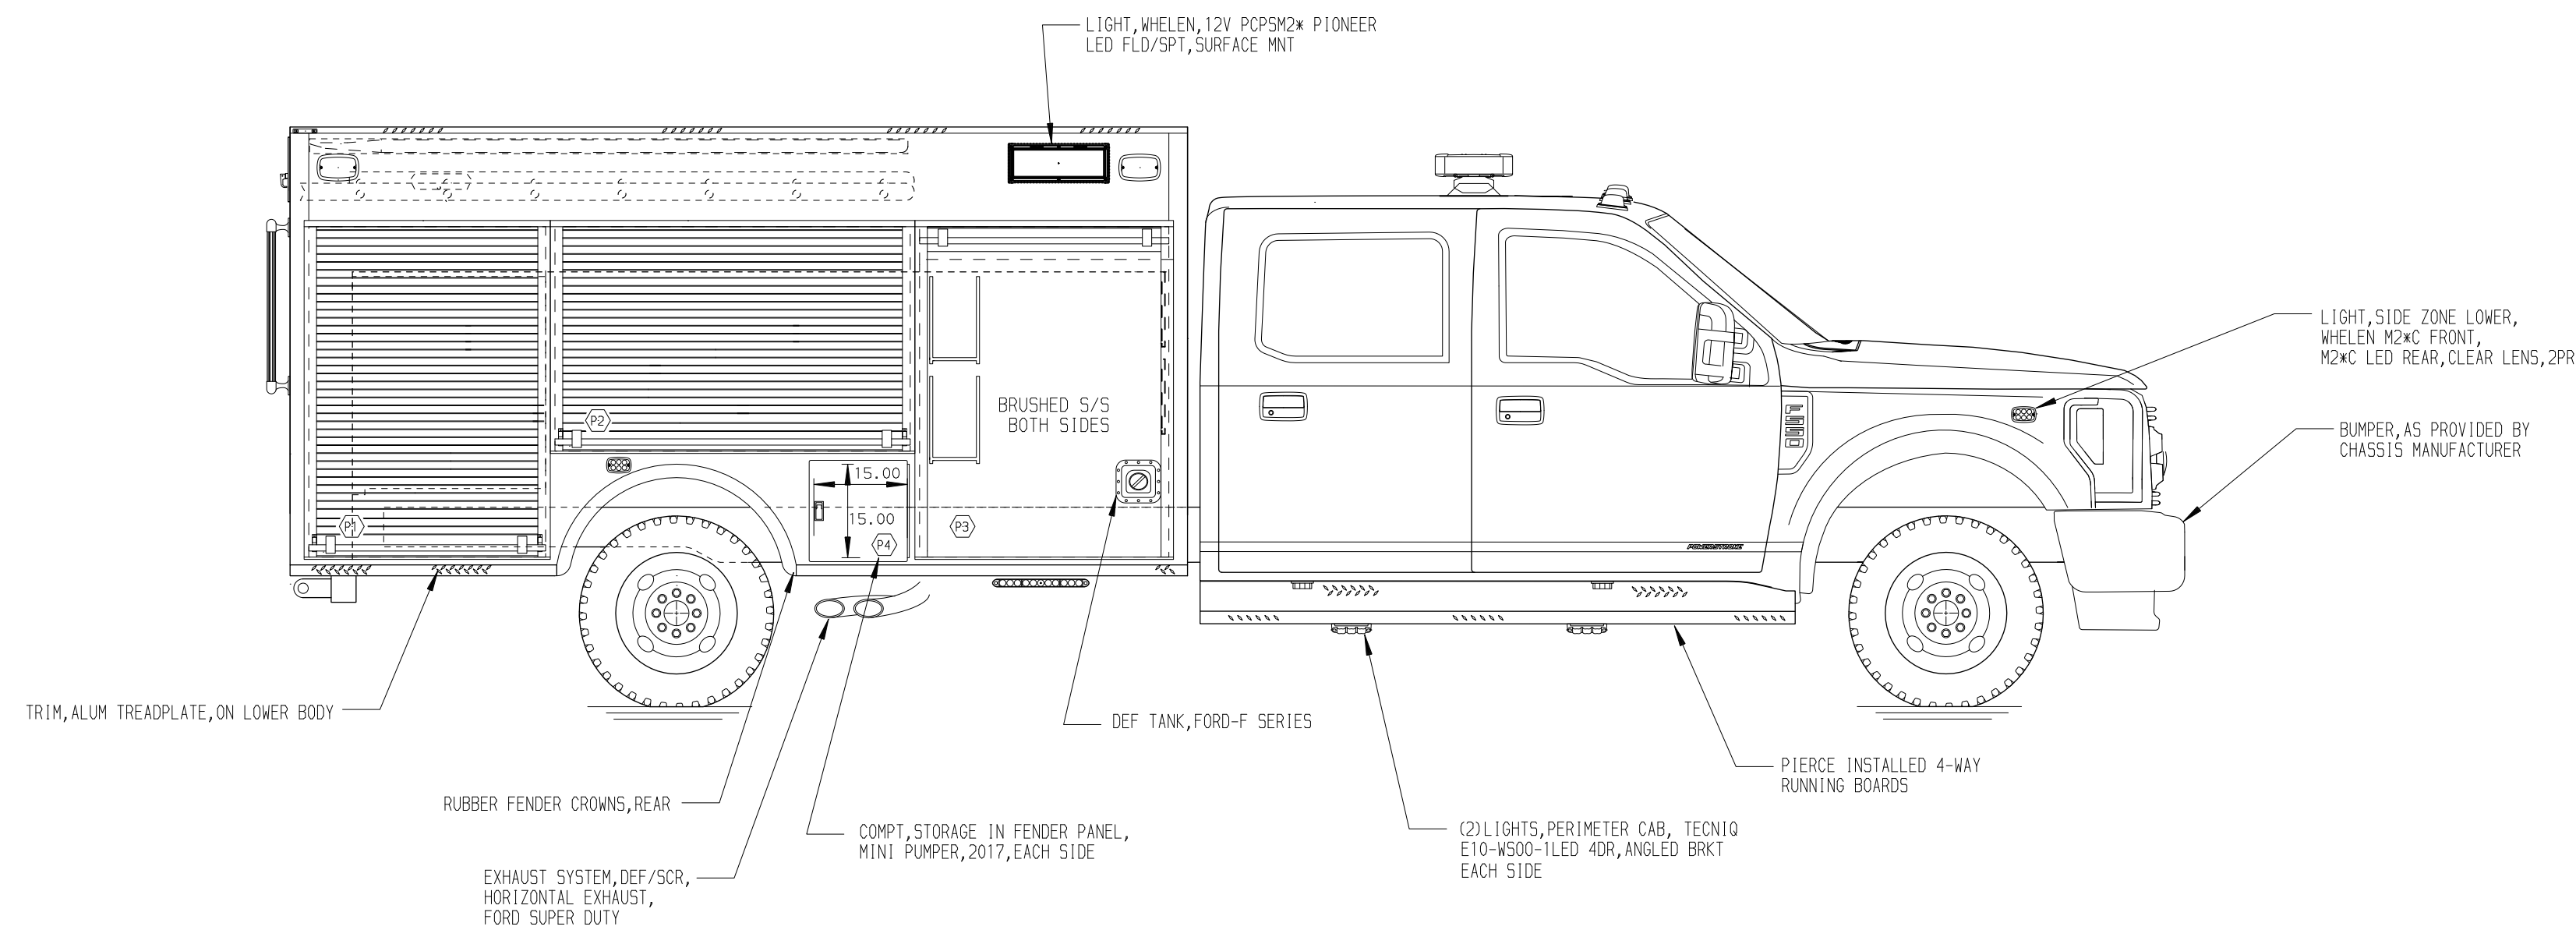 LIGHT,WHELEN,12V PCPSM2* PIONEER
LED FLD/SPT,SURFACE MNT
LIGHT,SIDE ZONE LOWER,
WHELEN M2*C FRONT,
M2*C LED REAR,CLEAR LENS,2PR
BUMPER,AS PROVIDED BY
CHASSIS MANUFACTURER
BRUSHED S/S
BOTH SIDES
F550
P2
15.00
15.00
P1
P3
P4
POWERSTROKE
TRIM,ALUM TREADPLATE,ON LOWER BODY
DEF TANK,FORD-F SERIES
PIERCE INSTALLED 4-WAY
RUNNING BOARDS
RUBBER FENDER CROWNS,REAR
COMPT,STORAGE IN FENDER PANEL,
MINI PUMPER,2017,EACH SIDE
(2)LIGHTS,PERIMETER CAB, TECNIQ
E10-WS00-1LED 4DR,ANGLED BRKT
EACH SIDE
EXHAUST SYSTEM,DEF/SCR,
HORIZONTAL EXHAUST,
FORD SUPER DUTY